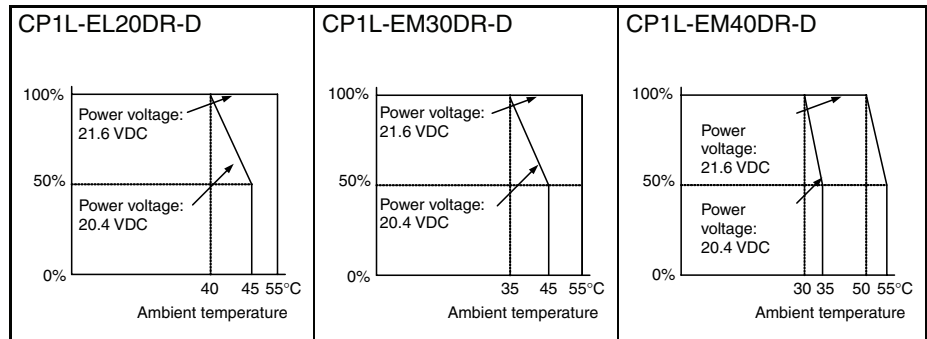 CP1L-EL20DR-D
100%
Power voltage:
21.6 VDC
50%
Power voltage:
20.4 VDC
0%
40 45 55°C
Ambient temperature
CP1L-EM30DR-D
100%
Power voltage:
21.6 VDC
50%
Power voltage:
20.4 VDC
0%
35 45 55°C
Ambient temperature
CP1L-EM40DR-D
100%
Power
voltage:
21.6 VDC
50%
Power
voltage:
20.4 VDC
0%
30 35 50 55°C
Ambient temperature